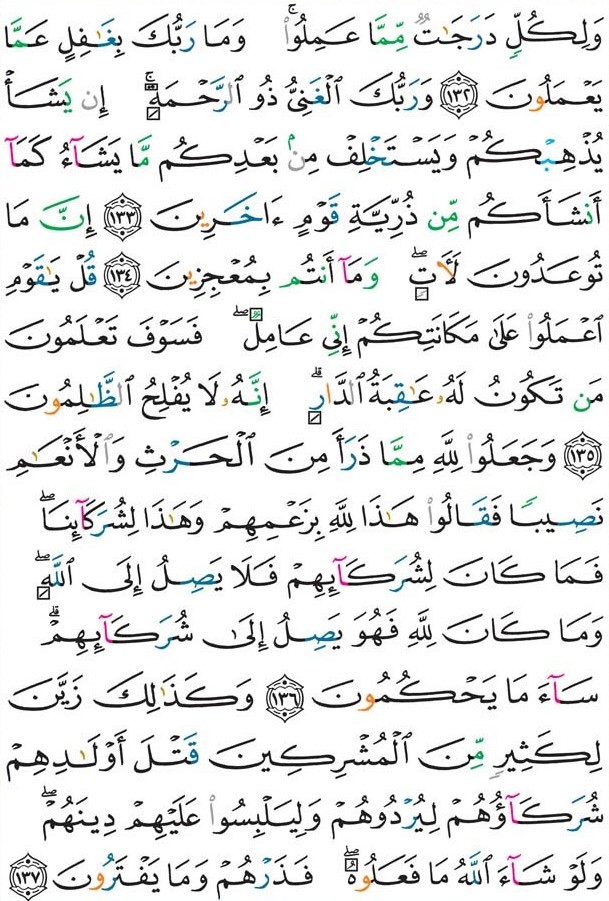 وَلِكُلٍّ دَرَجَٰتٌ مِّمَّا عَمِلُوا۟ ۚ وَمَا رَبُّكَ بِغَٰفِلٍ عَمَّا
يَعْمَلُونَ ١٣٢ وَرَبُّكَ ٱلْغَنِىُّ ذُو ٱلرَّحْمَةِ ۚ إِن يَشَأْ
يُذْهِبْكُمْ وَيَسْتَخْلِفْ مِنۢ بَعْدِكُم مَّا يَشَآءُ كَمَآ
أَنشَأَكُم مِّن ذُرِّيَّةِ قَوْمٍ ءَاخَرِينَ ١٣٣ إِنَّ مَا
تُوعَدُونَ لَءَاتٍ ۖ وَمَآ أَنتُم بِمُعْجِزِينَ ١٣٤ قُلْ يَٰقَوْمِ
ٱعْمَلُوا۟ عَلَىٰ مَكَانَتِكُمْ إِنِّى عَامِلٌ ۖ فَسَوْفَ تَعْلَمُونَ
مَن تَكُونُ لَهُۥ عَٰقِبَةُ ٱلدَّارِ ۗ إِنَّهُۥ لَا يُفْلِحُ ٱلظَّٰلِمُونَ
١٣٥ وَجَعَلُوا۟ لِلَّهِ مِمَّا ذَرَأَ مِنَ ٱلْحَرْثِ وَٱلْأَنْعَٰمِ
نَصِيبًا فَقَالُوا۟ هَٰذَا لِلَّهِ بِزَعْمِهِمْ وَهَٰذَا لِشُرَكَآئِنَا ۖ
فَمَا كَانَ لِشُرَكَآئِهِمْ فَلَا يَصِلُ إِلَى ٱللَّهِ ۖ
وَمَا كَانَ لِلَّهِ فَهُوَ يَصِلُ إِلَىٰ شُرَكَآئِهِمْ ۗ
سَآءَ مَا يَحْكُمُونَ ١٣٦ وَكَذَٰلِكَ زَيَّنَ
لِكَثِيرٍ مِّنَ ٱلْمُشْرِكِينَ قَتْلَ أَوْلَٰدِهِمْ
شُرَكَآؤُهُمْ لِيُرْدُوهُمْ وَلِيَلْبِسُوا۟ عَلَيْهِمْ دِينَهُمْ ۖ
وَلَوْ شَآءَ ٱللَّهُ مَا فَعَلُوهُ ۖ فَذَرْهُمْ وَمَا يَفْتَرُونَ ١٣٧